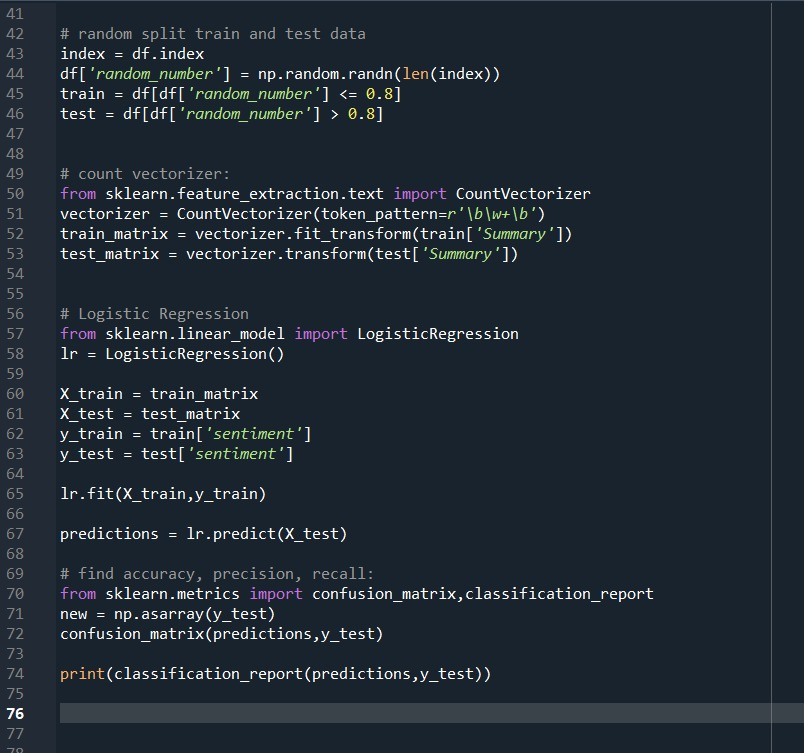 41
42 # random split train and test data
43 index = df.index
44 df['random_number'] = np.random.randn(len(index))
45 train = df[df['random_number'] <= 0.8]
46 test = df[df['random_number'] > 0.8]
47
48
49 # count vectorizer:
50 from sklearn.feature_extraction.text import CountVectorizer
51 vectorizer = CountVectorizer(token_pattern=r'\b\w+\b')
52 train_matrix = vectorizer.fit_transform(train['Summary'])
53 test_matrix = vectorizer.transform(test['Summary'])
54
55
56 # Logistic Regression
57 from sklearn.linear_model import LogisticRegression
58 lr = LogisticRegression()
59
60 X_train = train_matrix
61 X_test = test_matrix
62 y_train = train['sentiment']
63 y_test = test['sentiment']
64
65 lr.fit(X_train,y_train)
66
67 predictions = lr.predict(X_test)
68
69 # find accuracy, precision, recall:
70 from sklearn.metrics import confusion_matrix,classification_report
71 new = np.asarray(y_test)
72 confusion_matrix(predictions,y_test)
73
74 print(classification_report(predictions,y_test))
75
76
77
78